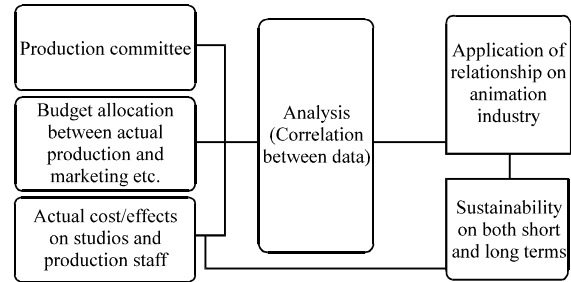 Production committee
Budget allocation
between actual
production and
marketing etc.
Actual cost/effects
on studios and
production staff
Analysis
(Correlation
between data)
Application of
relationship on
animation
industry
Sustainability
on both short
and long terms